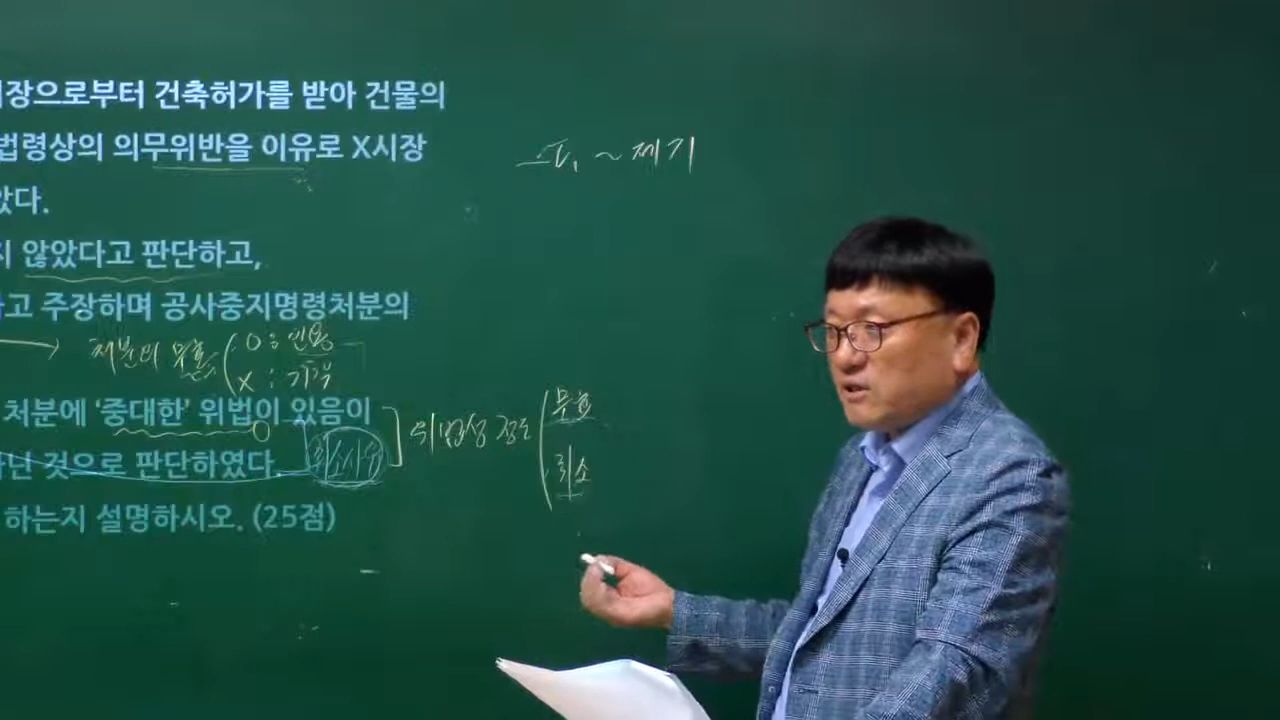 시장으로부터 건축허가를 받아 건물의
법령상의 의무위반을 이유로 X시장
았다.
~제기
지 않았다고 판단하고,
하고 주장하며 공사중지명령처분의
처분의 무효 O : 인용
X : 기각
처분에 '중대한' 위법이 있음이
취소사유
위법성 정도 무효
취소
아닌 것으로 판단하였다.
하는지 설명하시오. (25점)